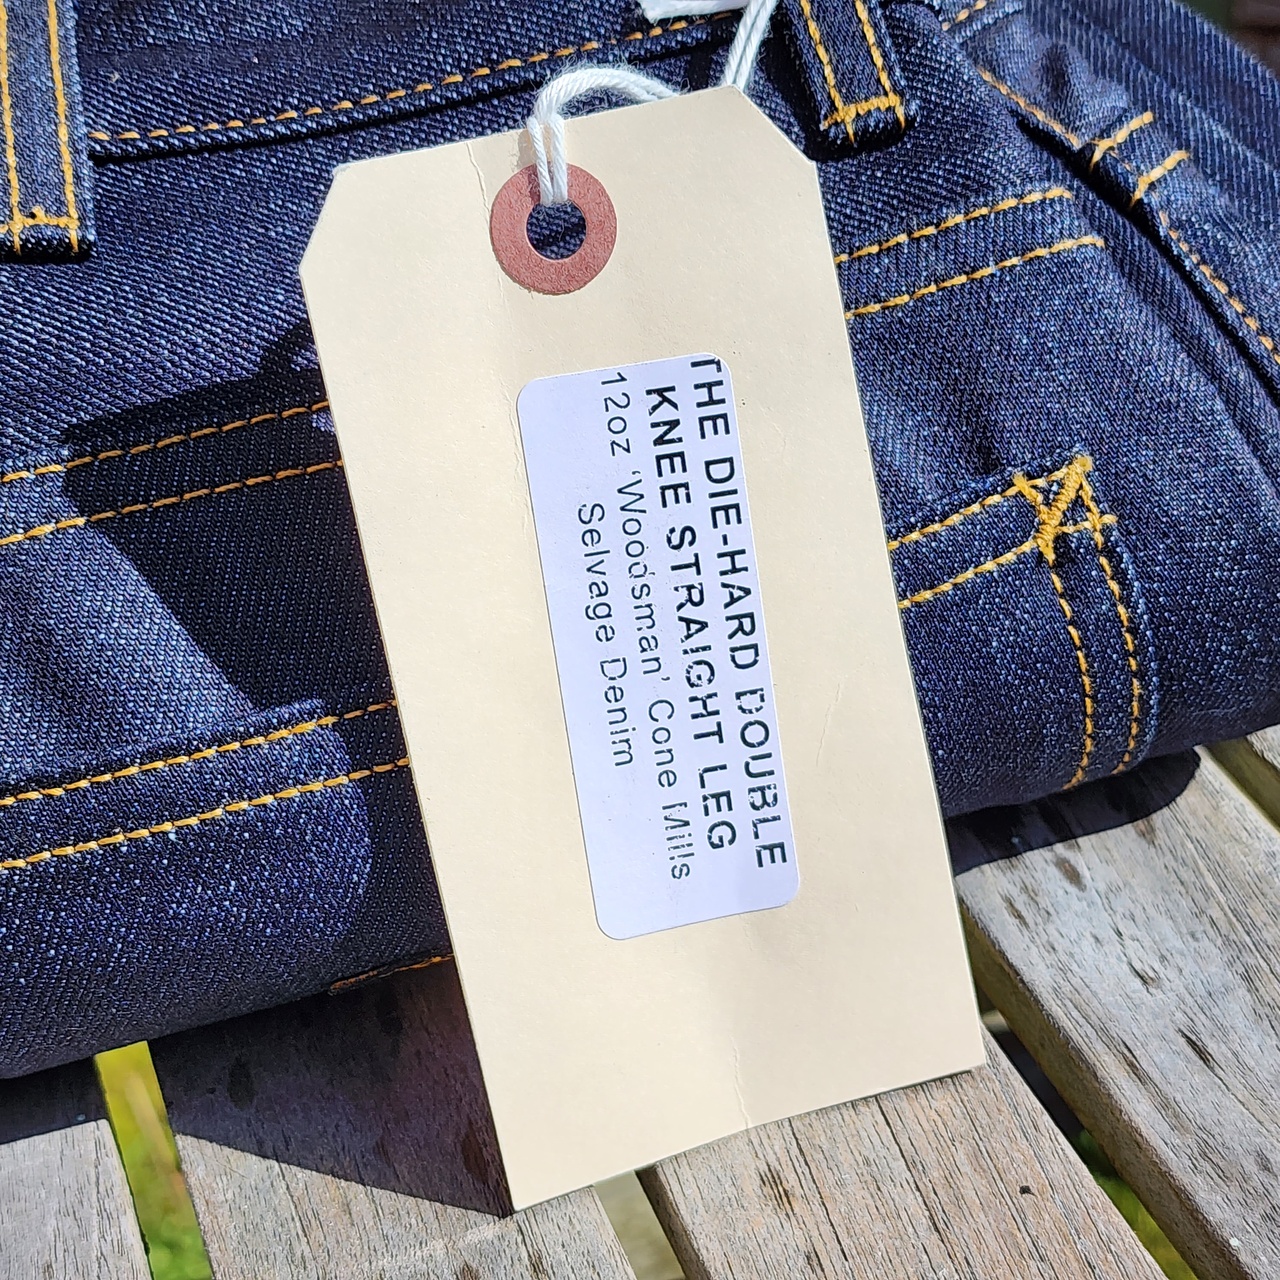 THE DIE-HARD DOUBLE
KNEE STRAIGHT LEG
12oz 'Woodsman' Cone Mills
Selvage Denim